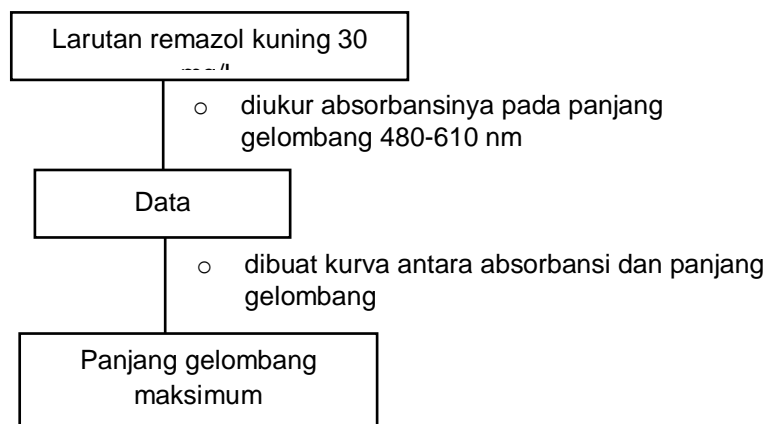 Larutan remazol kuning 30
○ diukur absorbansinya pada panjang
gelombang 480-610 nm
Data
○ dibuat kurva antara absorbansi dan panjang
gelombang
Panjang gelombang
maksimum